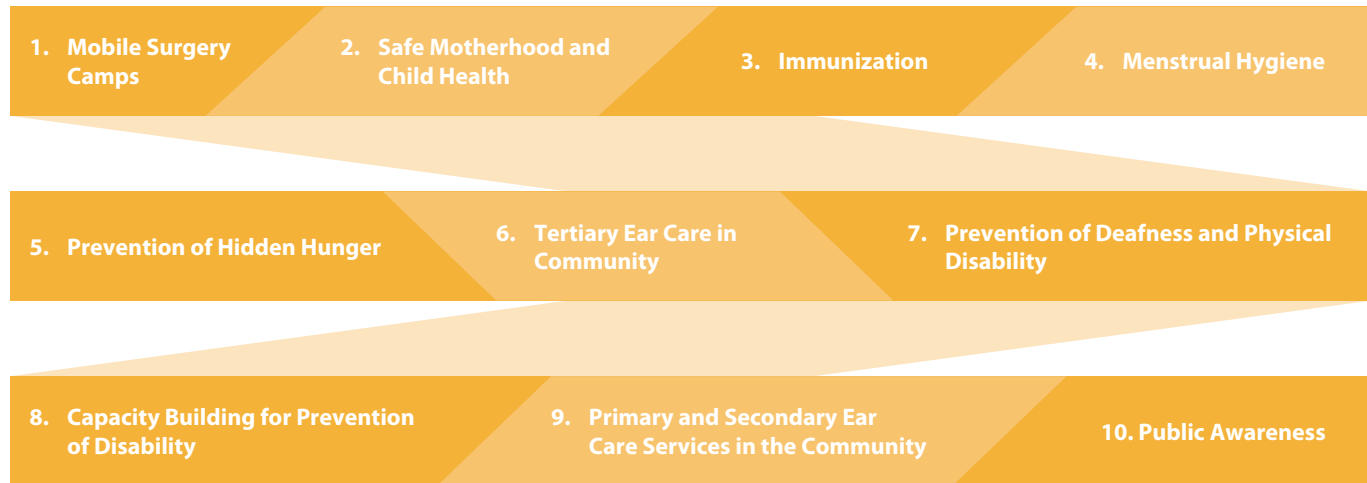 1. Mobile Surgery
Camps
2. Safe Motherhood and
Child Health
3. Immunization
4. Menstrual Hygiene
5. Prevention of Hidden Hunger
6. Tertiary Ear Care in
Community
7. Prevention of Deafness and Physical
Disability
8. Capacity Building for Prevention
of Disability
9. Primary and Secondary Ear
Care Services in the Community
10. Public Awareness